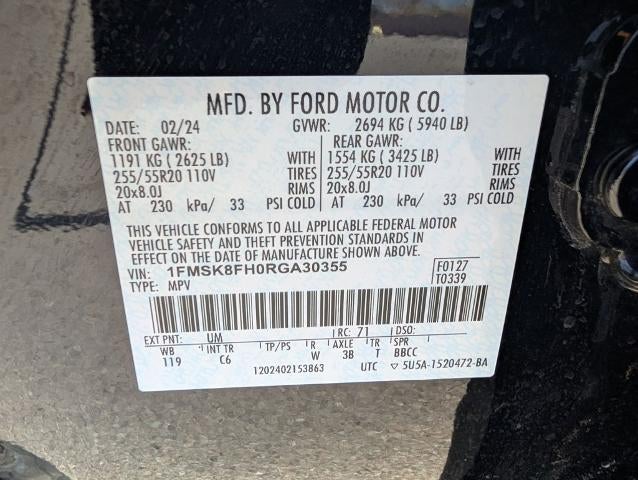 MFD. BY FORD MOTOR CO.
DATE: 02/24 GVWR: 2694 KG ( 5940 LB)
FRONT GAWR: REAR GAWR:
1191 KG ( 2625 LB) WITH 1554 KG ( 3425 LB) WITH
255/55R20 110V TIRES 255/55R20 110V TIRES
20x8.0J RIMS 20x8.0J RIMS
AT 230 kPa/ 33 PSI COLD AT 230 kPa/ 33 PSI COLD
THIS VEHICLE CONFORMS TO ALL APPLICABLE FEDERAL MOTOR
VEHICLE SAFETY AND THEFT PREVENTION STANDARDS IN
EFFECT ON THE DATE OF MANUFACTURE SHOWN ABOVE.
VIN: 1FMSK8FH0RGA30355 F0127
TYPE: MPV T0339
EXT PNT: UM RC: 71 DSO:
WB INT TR TP/PS R AXLE TR SPR
119 C6 W 3B T BBCC
1202402153863 UTC ▽ 5U5A-1520472-BA